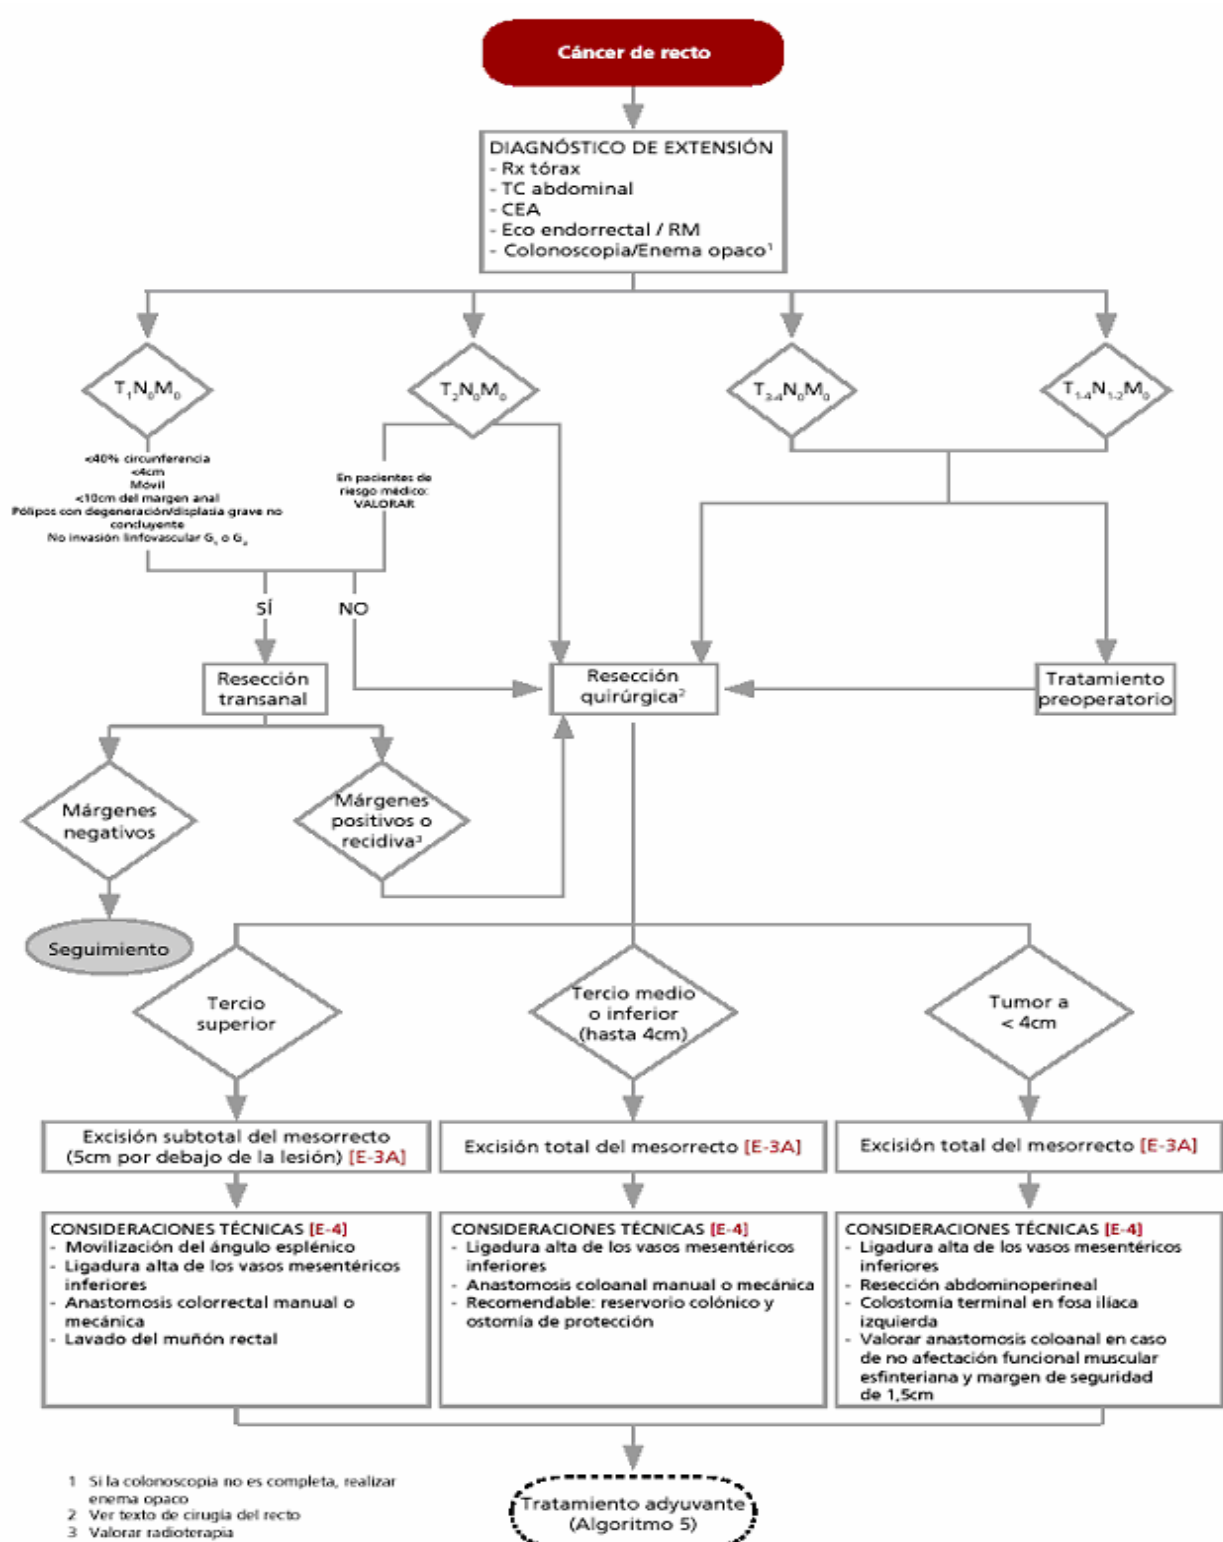 Cáncer de recto
DIAGNÓSTICO DE EXTENSIÓN
- Rx tórax
- TC abdominal
- CEA
- Eco endorrectal / RM
- Colonoscopia/Enema opaco¹
T₁N₀M₀
T₂N₀M₀
T₃₋₄N₀M₀
T₁₋₄N₁₋₂M₀
<40% circunferencia
<4cm
Móvil
<10cm del margen anal
Pólipos con degeneración/displasia grave no
concluyente
No invasión linfovascular G₁ o G₂
En pacientes de
riesgo médico:
VALORAR
SÍ
NO
Resección
transanal
Resección
quirúrgica²
Tratamiento
preoperatorio
Márgenes
negativos
Márgenes
positivos o
recidiva³
Seguimiento
Tercio
superior
Tercio medio
o inferior
(hasta 4cm)
Tumor a
< 4cm
Excisión subtotal del mesorrecto
(5cm por debajo de la lesión) [E-3A]
Excisión total del mesorrecto [E-3A]
Excisión total del mesorrecto [E-3A]
CONSIDERACIONES TÉCNICAS [E-4]
- Movilización del ángulo esplénico
- Ligadura alta de los vasos mesentéricos
inferiores
- Anastomosis colorrectal manual o
mecánica
- Lavado del muñón rectal
CONSIDERACIONES TÉCNICAS [E-4]
- Ligadura alta de los vasos mesentéricos
inferiores
- Anastomosis coloanal manual o mecánica
- Recomendable: reservorio colónico y
ostomía de protección
CONSIDERACIONES TÉCNICAS [E-4]
- Ligadura alta de los vasos mesentéricos
inferiores
- Resección abdominoperineal
- Colostomía terminal en fosa ilíaca
izquierda
- Valorar anastomosis coloanal en caso
de no afectación funcional muscular
esfinteriana y margen de seguridad
de 1,5cm
Tratamiento adyuvante
(Algoritmo 5)
1 Si la colonoscopia no es completa, realizar
enema opaco
2 Ver texto de cirugía del recto
3 Valorar radioterapia